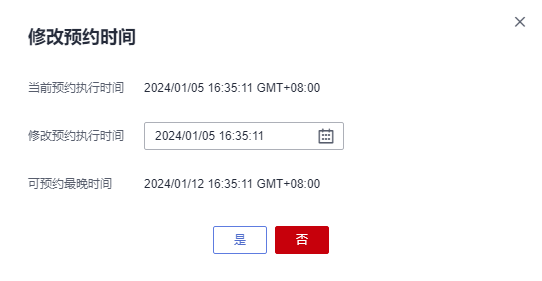 修改预约时间
当前预约执行时间 2024/01/05 16:35:11 GMT+08:00
修改预约执行时间 2024/01/05 16:35:11
可预约最晚时间 2024/01/12 16:35:11 GMT+08:00
是 否